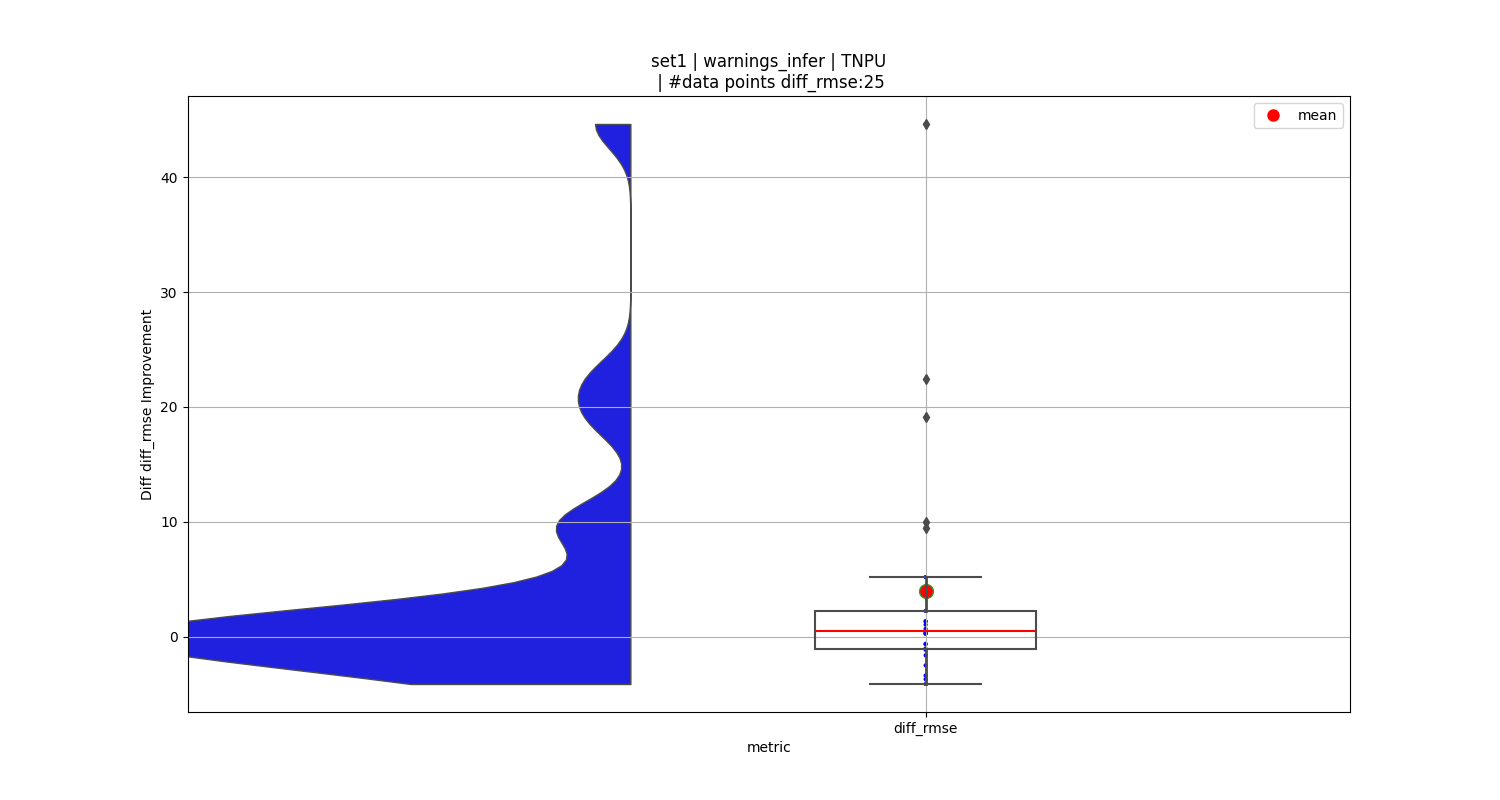 set1 | warnings_infer | TNPU
| #data points diff_rmse:25
mean
40
30
20
10
0
Diff diff_rmse Improvement
diff_rmse
metric